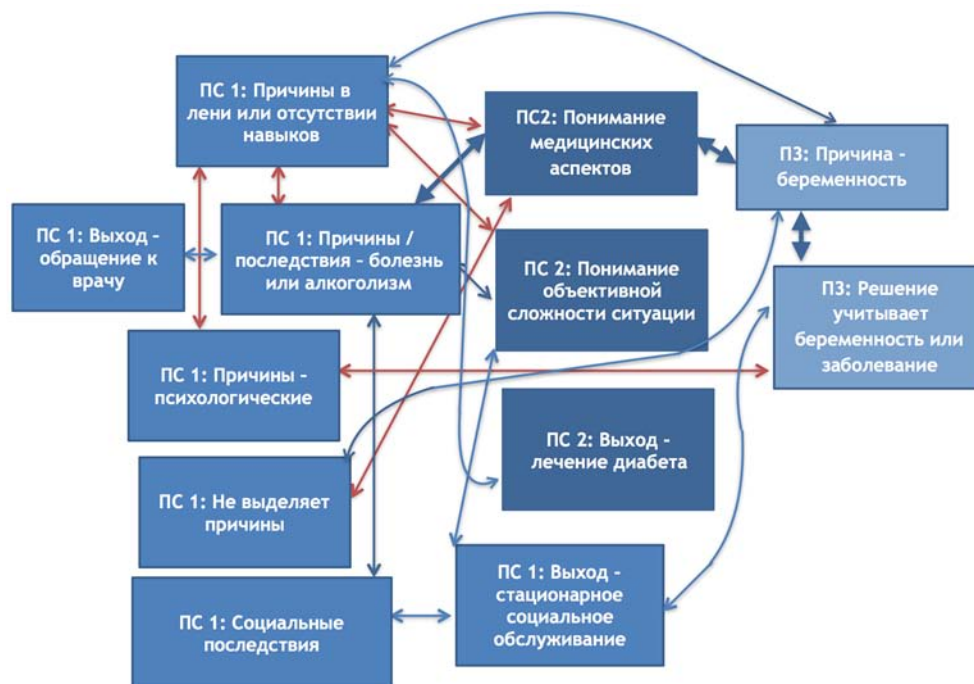 ПС 1: Причины в
лени или отсутствии
навыков
ПС2: Понимание
медицинских
аспектов
П3: Причина -
беременность
ПС 1: Выход –
обращение к
врачу
ПС 1: Причины /
последствия – болезнь
или алкоголизм
ПС 2: Понимание
объективной
сложности ситуации
П3: Решение
учитывает
беременность или
заболевание
ПС 1: Причины –
психологические
ПС 2: Выход –
лечение диабета
ПС 1: Не выделяет
причины
ПС 1: Выход –
стационарное
социальное
обслуживание
ПС 1: Социальные
последствия